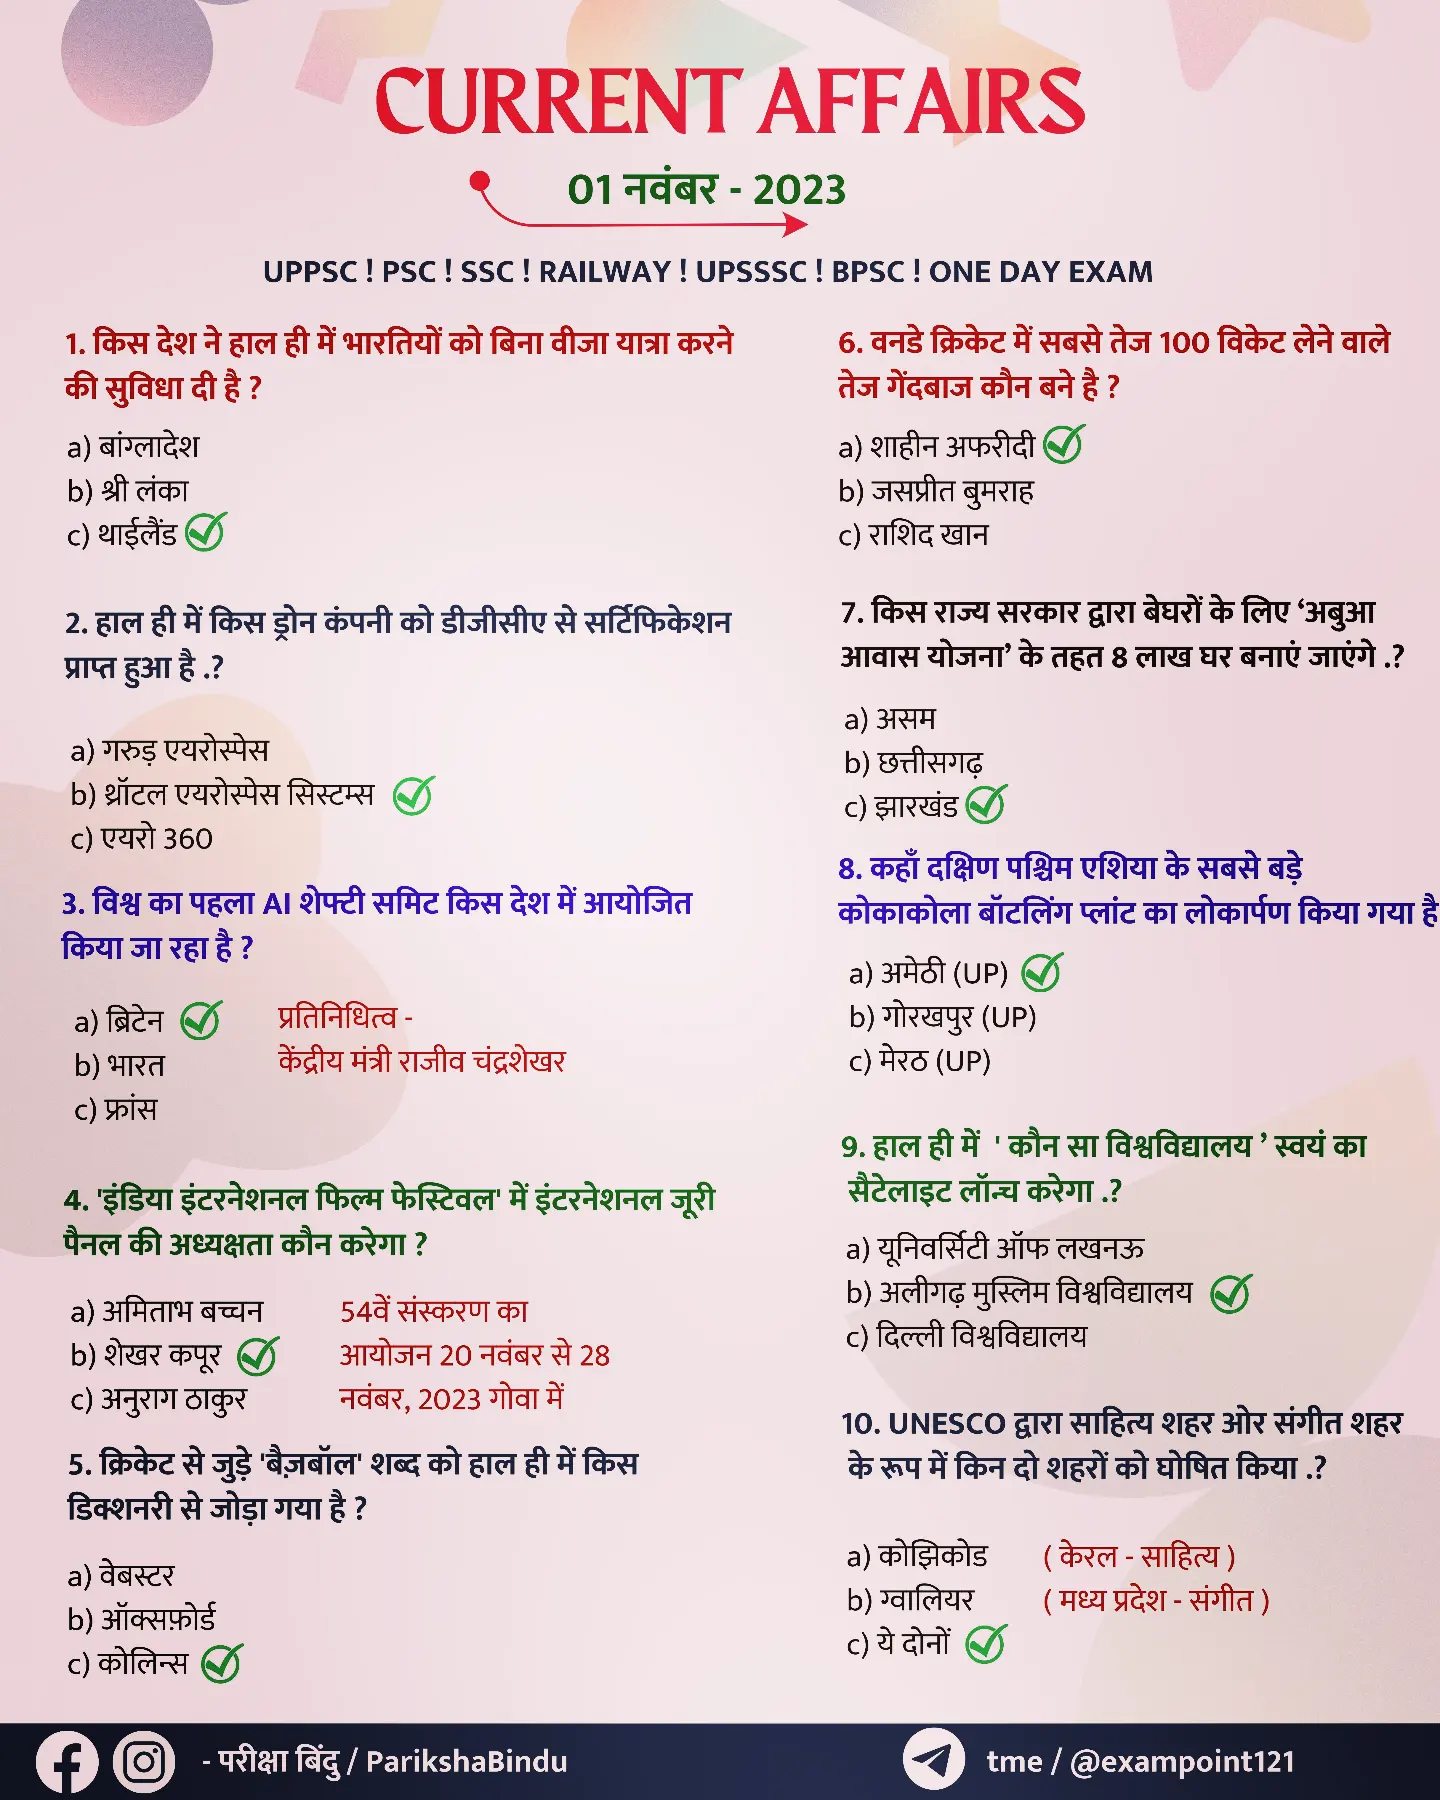 CURRENT AFFAIRS
01 नवंबर - 2023
UPPSC ! PSC ! SSC ! RAILWAY ! UPSSSC ! BPSC ! ONE DAY EXAM
1. किस देश ने हाल ही में भारतियों को बिना वीजा यात्रा करने
की सुविधा दी है ?
a) बांग्लादेश
b) श्री लंका
c) थाईलैंड
2. हाल ही में किस ड्रोन कंपनी को डीजीसीए से सर्टिफिकेशन
प्राप्त हुआ है .?
a) गरुड़ एयरोस्पेस
b) थ्रॉटल एयरोस्पेस सिस्टम्स
c) एयरो 360
3. विश्व का पहला AI शेफ्टी समिट किस देश में आयोजित
किया जा रहा है ?
a) ब्रिटेन
b) भारत
c) फ्रांस
प्रतिनिधित्व -
केंद्रीय मंत्री राजीव चंद्रशेखर
4. 'इंडिया इंटरनेशनल फिल्म फेस्टिवल' में इंटरनेशनल जूरी
पैनल की अध्यक्षता कौन करेगा ?
a) अमिताभ बच्चन
b) शेखर कपूर
c) अनुराग ठाकुर
54वें संस्करण का
आयोजन 20 नवंबर से 28
नवंबर, 2023 गोवा में
5. क्रिकेट से जुड़े 'बैज़बॉल' शब्द को हाल ही में किस
डिक्शनरी से जोड़ा गया है ?
a) वेबस्टर
b) ऑक्सफ़ोर्ड
c) कोलिन्स
6. वनडे क्रिकेट में सबसे तेज 100 विकेट लेने वाले
तेज गेंदबाज कौन बने है ?
a) शाहीन अफरीदी
b) जसप्रीत बुमराह
c) राशिद खान
7. किस राज्य सरकार द्वारा बेघरों के लिए ‘अबुआ
आवास योजना’ के तहत 8 लाख घर बनाएं जाएंगे .?
a) असम
b) छत्तीसगढ़
c) झारखंड
8. कहाँ दक्षिण पश्चिम एशिया के सबसे बड़े
कोकाकोला बॉटलिंग प्लांट का लोकार्पण किया गया है
a) अमेठी (UP)
b) गोरखपुर (UP)
c) मेरठ (UP)
9. हाल ही में ' कौन सा विश्वविद्यालय ’ स्वयं का
सैटेलाइट लॉन्च करेगा .?
a) यूनिवर्सिटी ऑफ लखनऊ
b) अलीगढ़ मुस्लिम विश्वविद्यालय
c) दिल्ली विश्वविद्यालय
10. UNESCO द्वारा साहित्य शहर ओर संगीत शहर
के रूप में किन दो शहरों को घोषित किया .?
a) कोझिकोड ( केरल - साहित्य )
b) ग्वालियर ( मध्य प्रदेश - संगीत )
c) ये दोनों
- परीक्षा बिंदु / ParikshaBindu
tme / @exampoint121